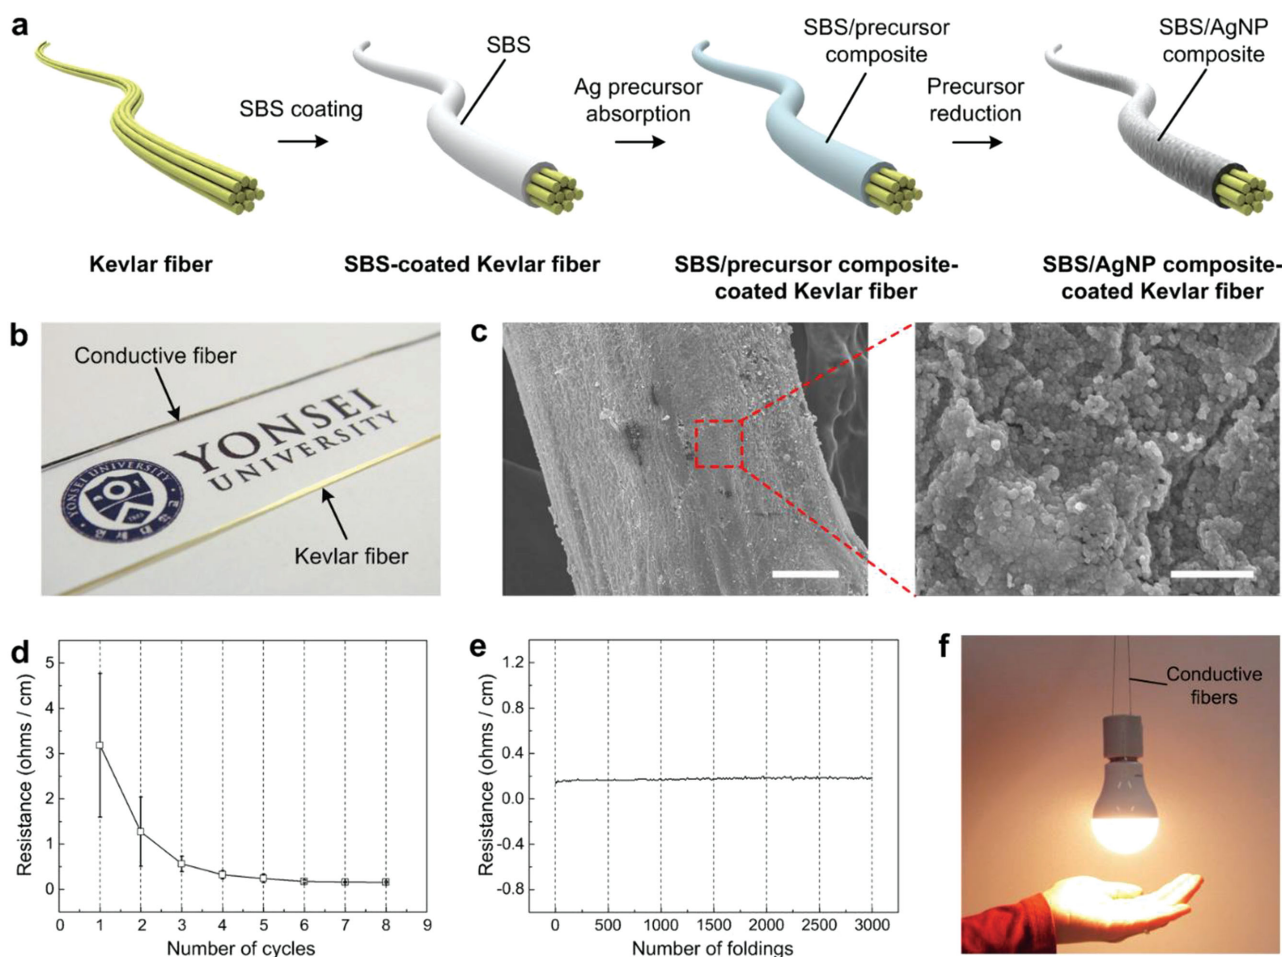 a
SBS coating
SBS
Ag precursor
absorption
SBS/precursor
composite
Precursor
reduction
SBS/AgNP
composite
Kevlar fiber
SBS-coated Kevlar fiber
SBS/precursor composite-
coated Kevlar fiber
SBS/AgNP composite-
coated Kevlar fiber
b
Conductive fiber
YONSEI
UNIVERSITY
YONSEI UNIVERSITY
Kevlar fiber
c
d
Resistance (ohms / cm)
5
4
3
2
1
0
0 1 2 3 4 5 6 7 8 9
Number of cycles
e
Resistance (ohms / cm)
1.2
0.8
0.4
0.0
-0.4
-0.8
0 500 1000 1500 2000 2500 3000
Number of foldings
f
Conductive
fibers